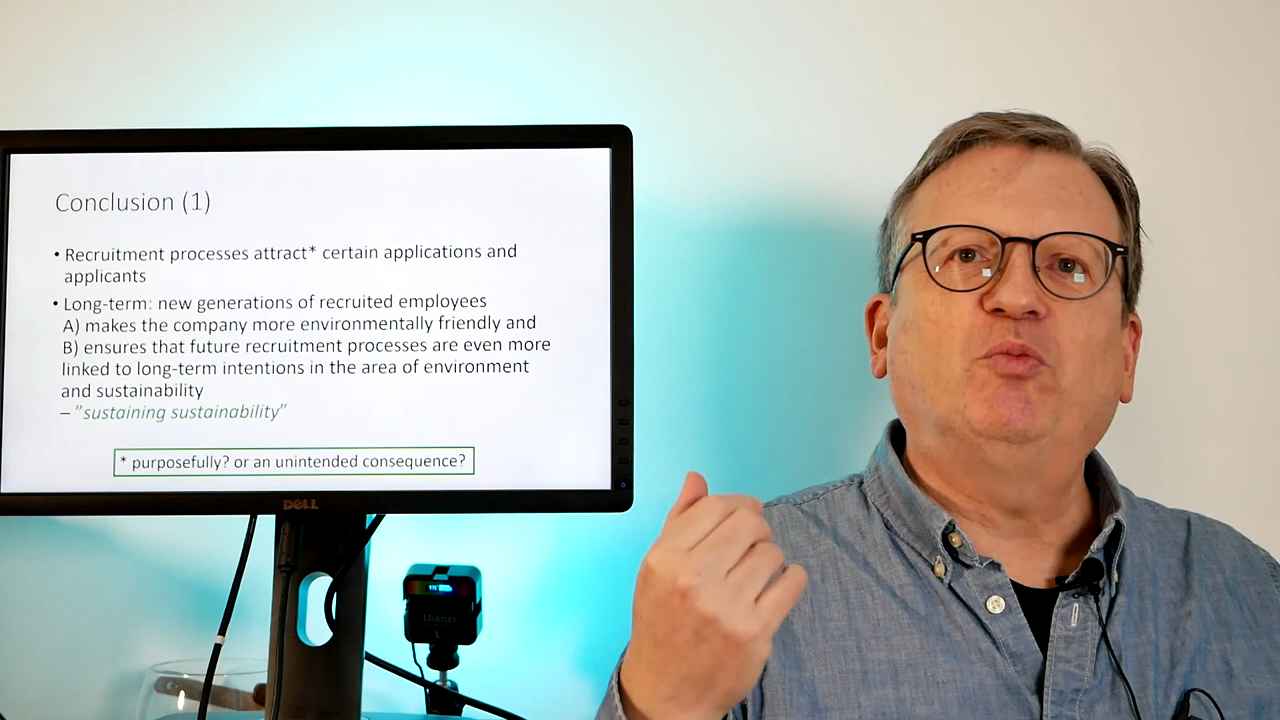 Conclusion (1)
• Recruitment processes attract* certain applications and
applicants
• Long-term: new generations of recruited employees
A) makes the company more environmentally friendly and
B) ensures that future recruitment processes are even more
linked to long-term intentions in the area of environment
and sustainability
– ”sustaining sustainability”
* purposefully? or an unintended consequence?
DELL
Ulanzi